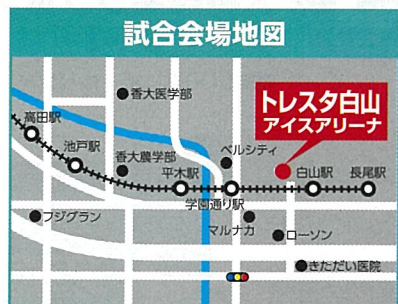 試合会場地図
香大医学部
トレスタ白山
アイスアリーナ
高田駅
池戸駅
香大農学部
平木駅
ベルシティ
学園通り駅
白山駅
長尾駅
フジグラン
マルナカ
ローソン
きただい医院